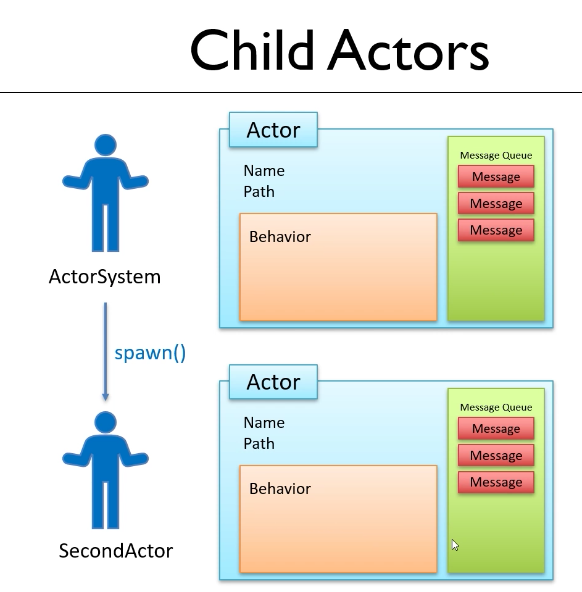 Child Actors
Actor
Name
Path
Behavior
Message Queue
Message
Message
Message
ActorSystem
spawn()
Actor
Name
Path
Behavior
Message Queue
Message
Message
Message
SecondActor